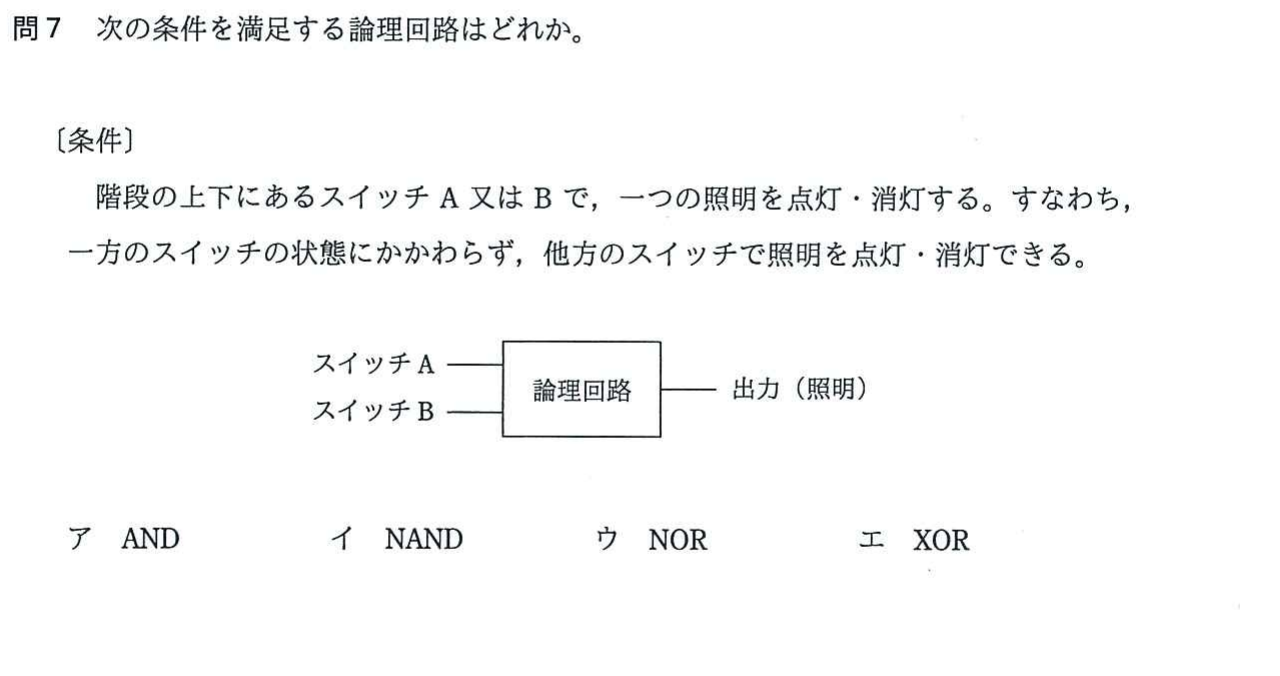 問7 次の条件を満足する論理回路はどれか。
〔条件〕
階段の上下にあるスイッチ A 又は B で，一つの照明を点灯・消灯する。すなわち，
一方のスイッチの状態にかかわらず，他方のスイッチで照明を点灯・消灯できる。
スイッチ A
スイッチ B
論理回路
出力（照明）
ア AND イ NAND ウ NOR エ XOR